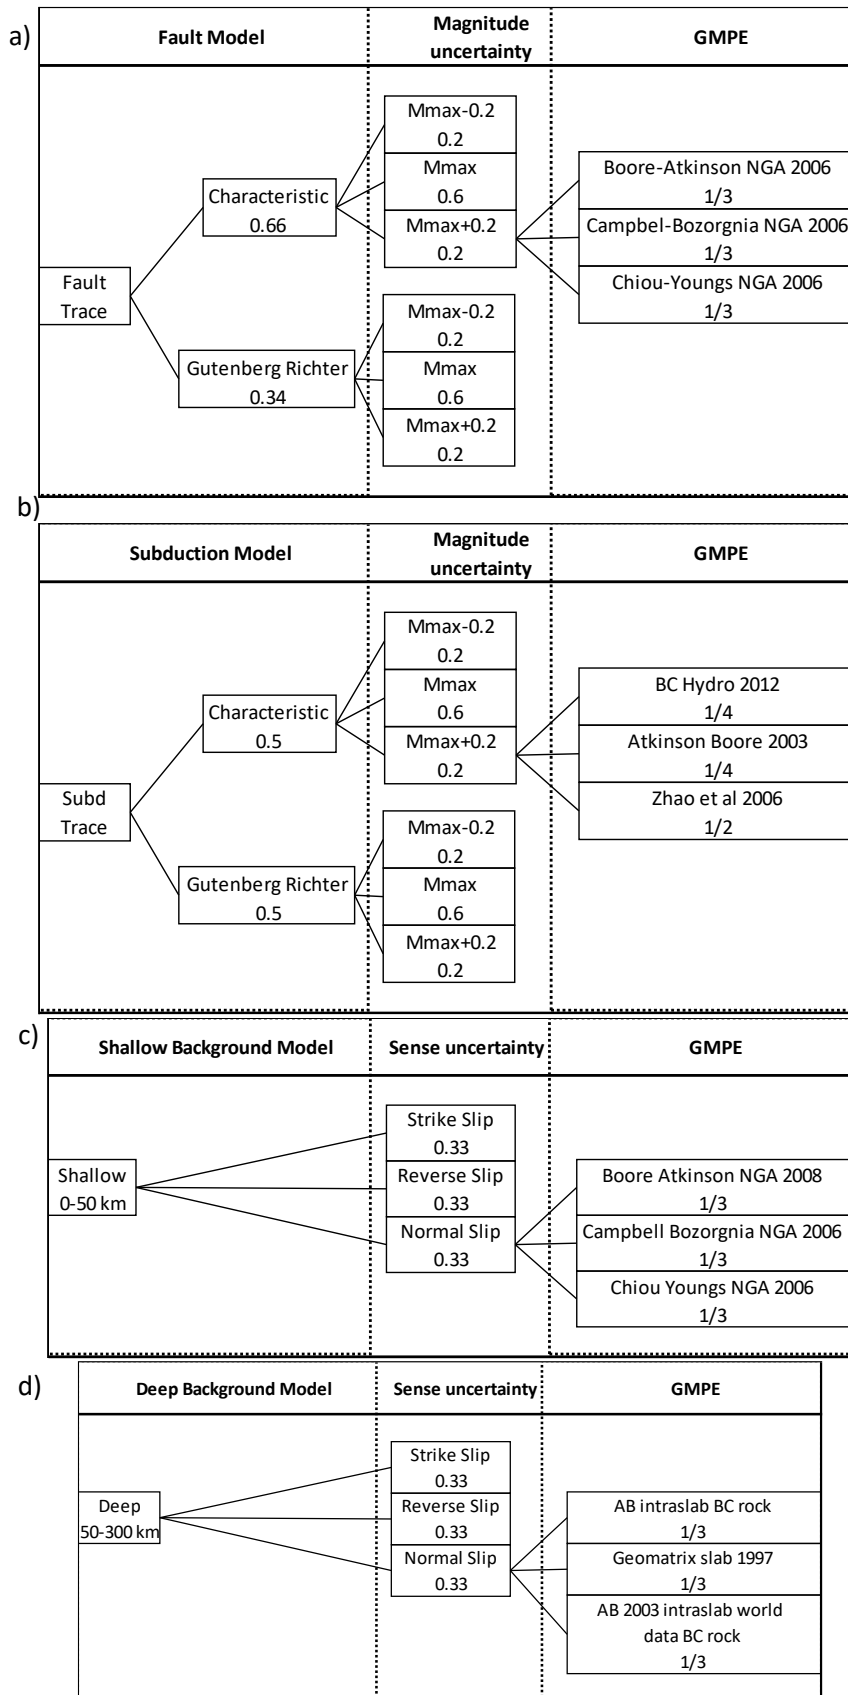 a)
Fault Model
Magnitude
uncertainty
GMPE
Mmax-0.2
0.2
Mmax
0.6
Mmax+0.2
0.2
Characteristic
0.66
Boore-Atkinson NGA 2006
1/3
Campbel-Bozorgnia NGA 2006
1/3
Chiou-Youngs NGA 2006
1/3
Fault
Trace
Gutenberg Richter
0.34
Mmax-0.2
0.2
Mmax
0.6
Mmax+0.2
0.2
b)
Subduction Model
Magnitude
uncertainty
GMPE
Mmax-0.2
0.2
Mmax
0.6
Mmax+0.2
0.2
Characteristic
0.5
BC Hydro 2012
1/4
Atkinson Boore 2003
1/4
Zhao et al 2006
1/2
Subd
Trace
Gutenberg Richter
0.5
Mmax-0.2
0.2
Mmax
0.6
Mmax+0.2
0.2
c)
Shallow Background Model
Sense uncertainty
GMPE
Shallow
0-50 km
Strike Slip
0.33
Reverse Slip
0.33
Normal Slip
0.33
Boore Atkinson NGA 2008
1/3
Campbell Bozorgnia NGA 2006
1/3
Chiou Youngs NGA 2006
1/3
d)
Deep Background Model
Sense uncertainty
GMPE
Deep
50-300 km
Strike Slip
0.33
Reverse Slip
0.33
Normal Slip
0.33
AB intraslab BC rock
1/3
Geomatrix slab 1997
1/3
AB 2003 intraslab world
data BC rock
1/3